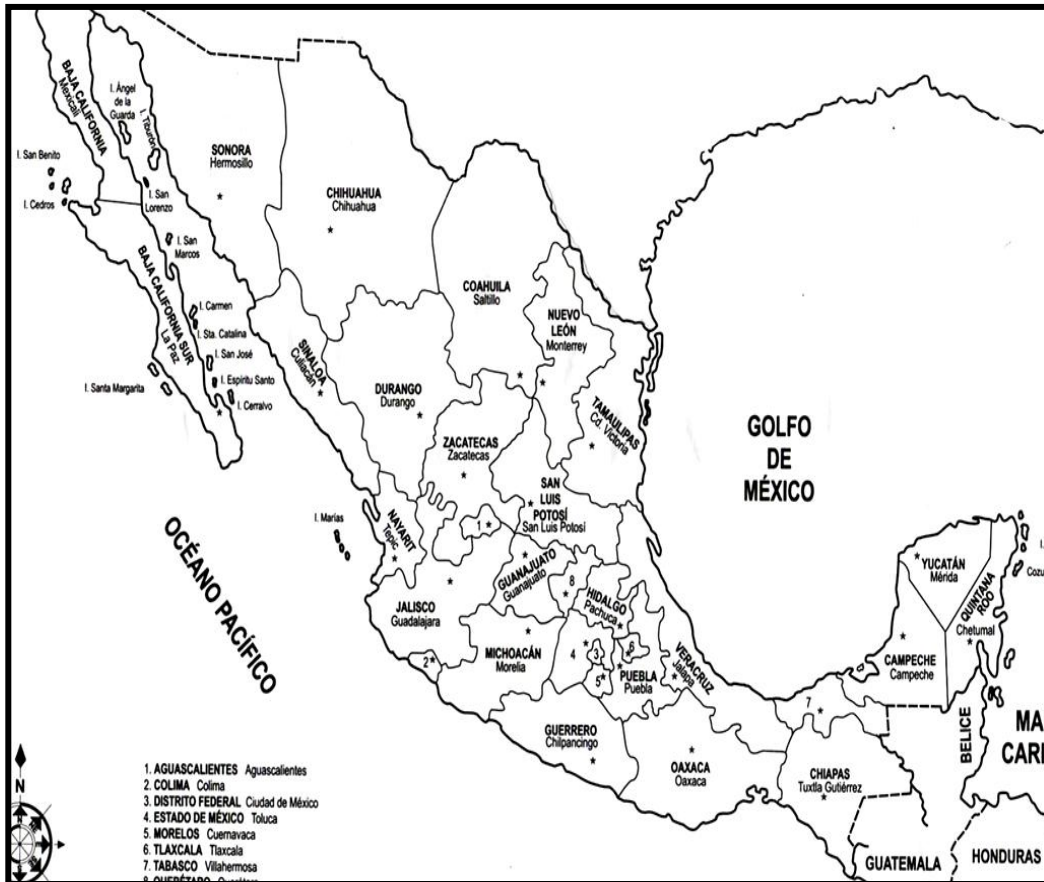 BAJA CALIFORNIA
Mexicali
I. Ángel
de la
Guarda
I. Tiburón
I. San Benito
I. Cedros
I. San
Lorenzo
SONORA
Hermosillo
CHIHUAHUA
Chihuahua
I. San
Marcos
BAJA CALIFORNIA SUR
La Paz
I. Carmen
I. Sta. Catalina
I. San José
I. Espiritu Santo
I. Cerralvo
I. Santa Margarita
COAHUILA
Saltillo
NUEVO
LEÓN
Monterrey
SINALOA
Culiacán
DURANGO
Durango
TAMAULIPAS
Cd. Victoria
ZACATECAS
Zacatecas
GOLFO
DE
MÉXICO
SAN
LUIS
POTOSÍ
San Luis Potosí
I. Marías
NAYARIT
Tepic
1
OCÉANO PACÍFICO
GUANAJUATO
Guanajuato
8
HIDALGO
Pachuca
JALISCO
Guadalajara
I.
YUCATÁN
Mérida
QUINTANA
ROO
Chetumal
2
MICHOACÁN
Morelia
4
3
6
5
PUEBLA
Puebla
VERACRUZ
Jalapa
CAMPECHE
Campeche
7
GUERRERO
Chilpancingo
OAXACA
Oaxaca
CHIAPAS
Tuxtla Gutiérrez
BELICE
MA
CARI
GUATEMALA
HONDURAS
N
1. AGUASCALIENTES Aguascalientes
2. COLIMA Colima
3. DISTRITO FEDERAL Ciudad de México
4. ESTADO DE MÉXICO Toluca
5. MORELOS Cuernavaca
6. TLAXCALA Tlaxcala
7. TABASCO Villahermosa